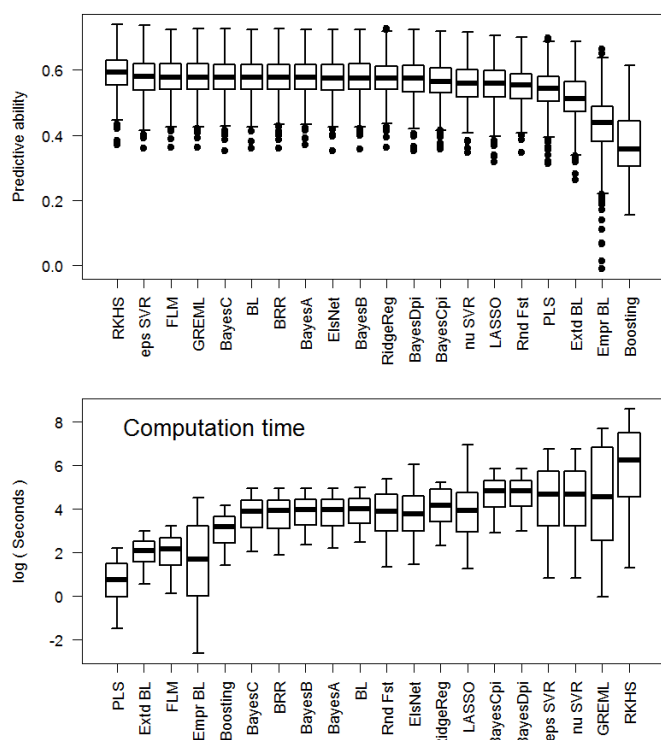 Predictive ability
0.6
0.4
0.2
0.0
RKHS
eps SVR
FLM
GREML
BayesC
BL
BRR
BayesA
ElsNet
BayesB
RidgeReg
BayesDpi
BayesCpi
nu SVR
LASSO
Rnd Fst
PLS
Extd BL
Empr BL
Boosting
Computation time
log ( Seconds )
8
6
4
2
0
-2
PLS
Extd BL
FLM
Empr BL
Boosting
BayesC
BRR
BayesB
BayesA
BL
Rnd Fst
ElsNet
RidgeReg
LASSO
BayesCpi
BayesDpi
eps SVR
nu SVR
GREML
RKHS